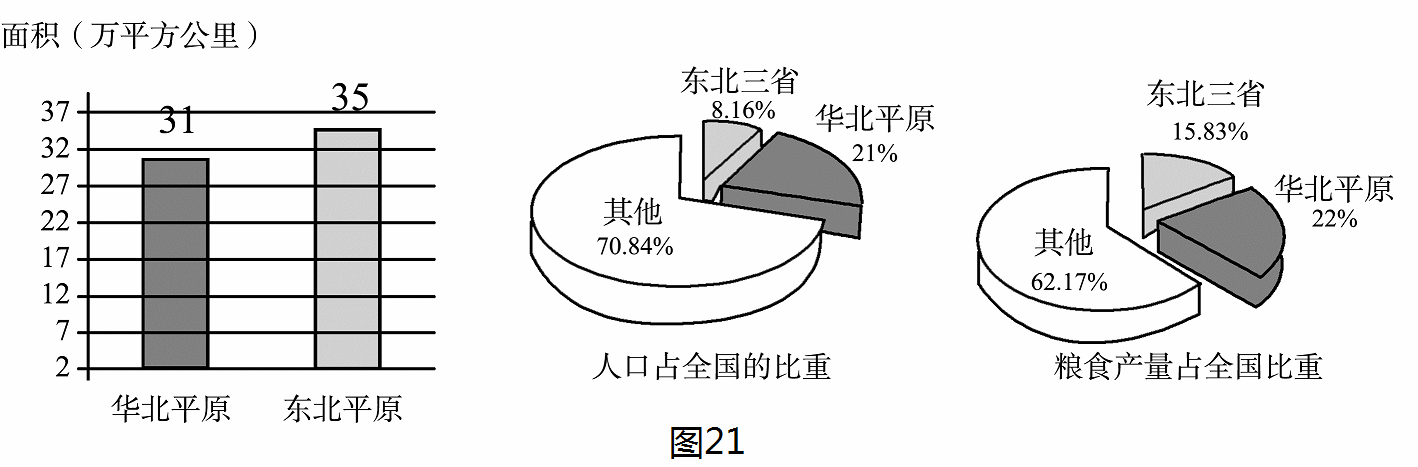 面积（万平方公里）
37
32
27
22
17
12
7
2
31
35
华北平原
东北平原
东北三省
8.16%
华北平原
21%
其他
70.84%
人口占全国的比重
东北三省
15.83%
华北平原
22%
其他
62.17%
粮食产量占全国比重
图21